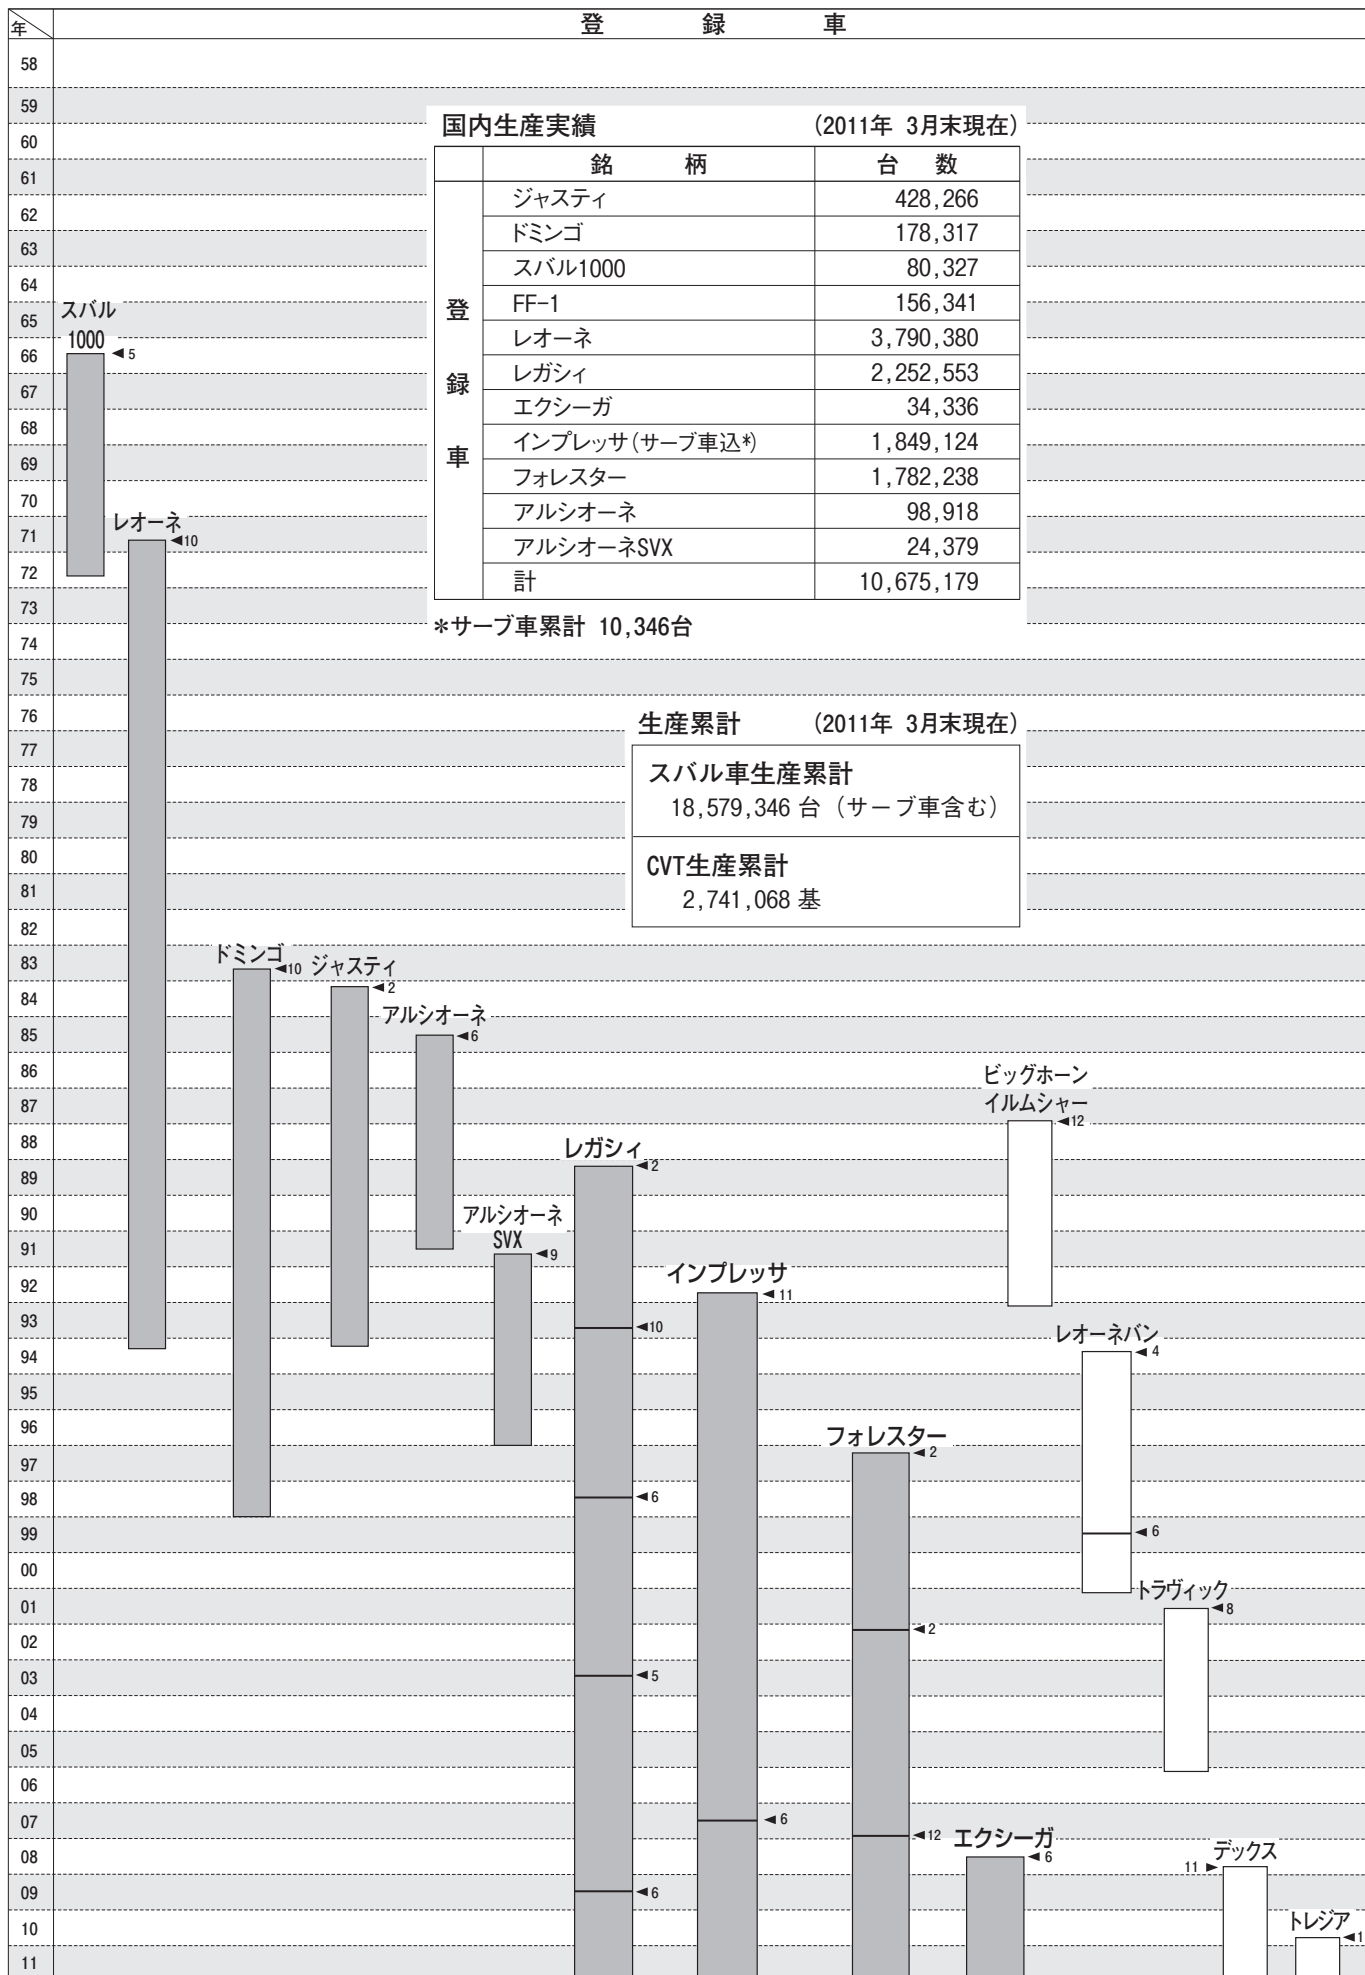 年 登録車
58
59
国内生産実績 (2011年 3月末現在)
60
銘柄 台数
61
ジャスティ 428,266
62
ドミンゴ 178,317
63
スバル1000 80,327
64
登録車
FF-1 156,341
スバル
65
1000
レオーネ 3,790,380
66 ◄5
レガシィ 2,252,553
67
エクシーガ 34,336
68
インプレッサ(サーブ車込*) 1,849,124
69
フォレスター 1,782,238
70
アルシオーネ 98,918
レオーネ
71 ◄10
アルシオーネSVX 24,379
72
計 10,675,179
73
*サーブ車累計 10,346台
74
75
76
生産累計 (2011年 3月末現在)
77
スバル車生産累計
78
18,579,346 台 (サーブ車含む)
79
80
CVT生産累計
81
2,741,068 基
82
ドミンゴ
83 ◄10
ジャスティ
◄2
84
アルシオーネ
85 ◄6
86
ビッグホーン
87
イルムシャー
◄12
88
レガシィ
◄2
89
90
アルシオーネ
SVX
91 ◄9
インプレッサ
92 ◄11
93 ◄10
レオーネバン
94 ◄4
95
96
フォレスター
97 ◄2
98 ◄6
99 ◄6
00
トラヴィック
01 ◄8
02 ◄2
03 ◄5
04
05
06
07 ◄6
◄12
エクシーガ
08 ◄6
デックス
11 ►
09 ◄6
トレジア
10 ◄1
11